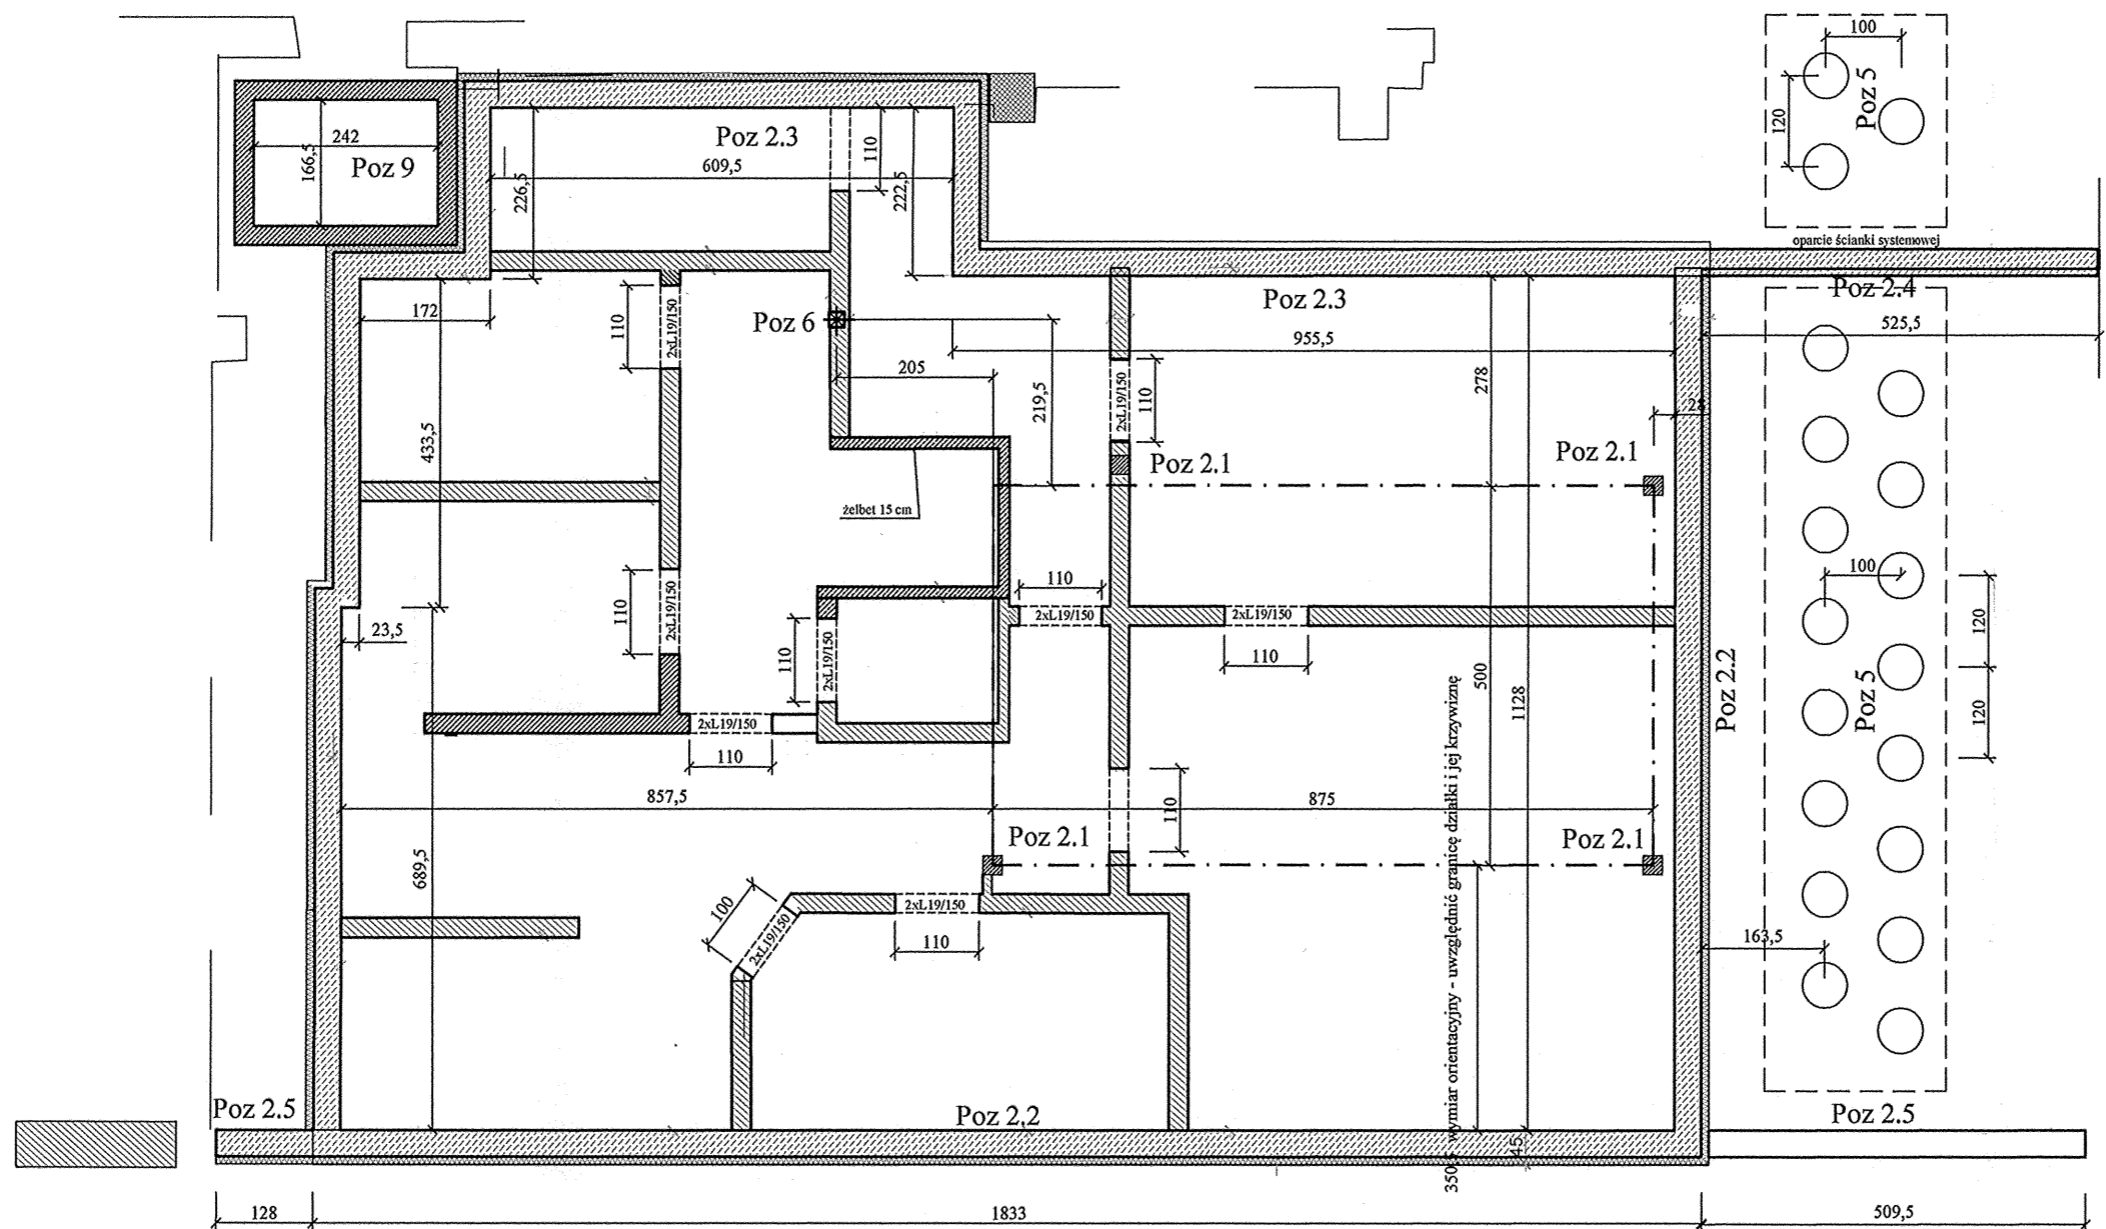 100
Poz 5
120
242
166,5
Poz 9
Poz 2.3
609,5
226,5
110
222,5
oparcie ścianki systemowej
Poz 2.4
525,5
172
110
2xL19/150
Poz 6
Poz 2.3
955,5
205
219,5
278
2xL19/150
110
28
433,5
Poz 2.1
Poz 2.1
żelbet 15 cm
100
110
2xL19/150
2xL19/150
2xL19/150
110
110
110
2xL19/150
23,5
120
120
500
1128
Poz 2.2
Poz 5
2xL19/150
110
857,5
875
110
689,5
Poz 2.1
Poz 2.1
350,5 wymiar orientacyjny - uwzględnić granicę działki i jej krzywiznę
100
2xL19/150
2xL19/150
110
163,5
Poz 2.5
Poz 2.2
Poz 2.5
45
128
1833
509,5